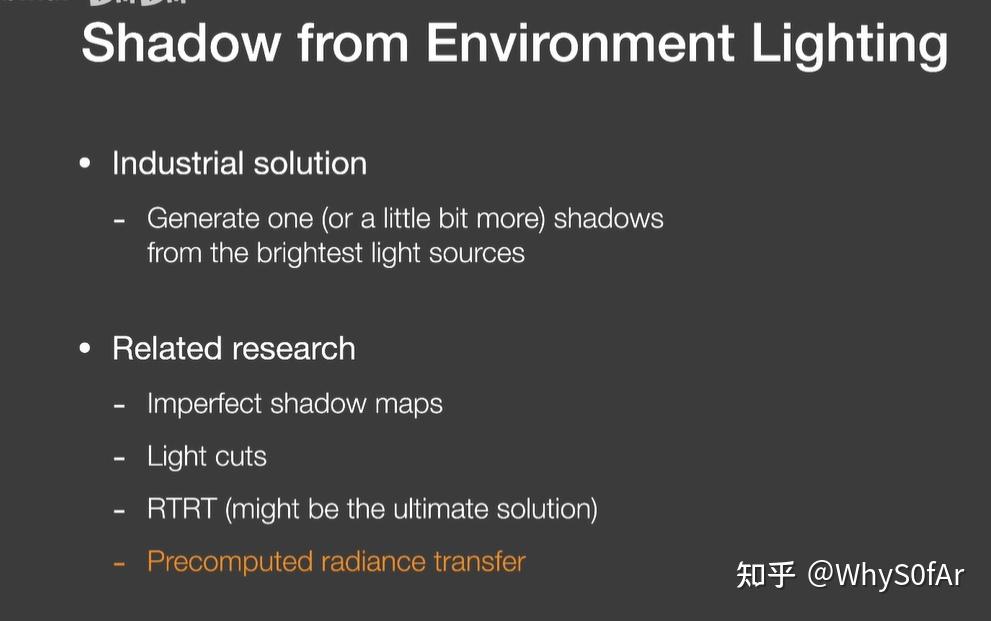 Shadow from Environment Lighting
• Industrial solution
- Generate one (or a little bit more) shadows
from the brightest light sources
• Related research
- Imperfect shadow maps
- Light cuts
- RTRT (might be the ultimate solution)
- Precomputed radiance transfer
知乎 @WhyS0fAr